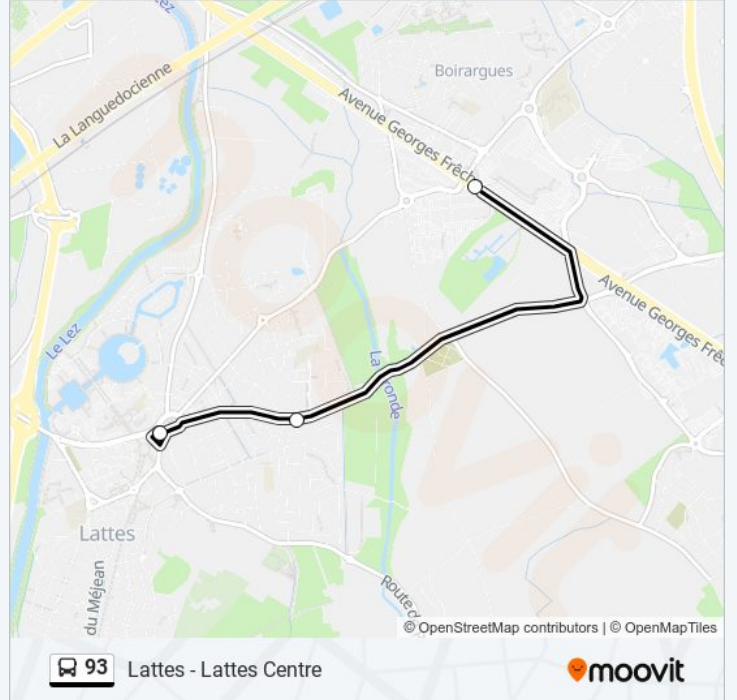 Lez
La Languedocienne
Boirargues
Avenue Georges Frêche
Avenue Georges Frêc
Le Lez
La Lironde
Lattes
du Méjean
Route d
© OpenStreetMap contributors | © OpenMapTiles
93 Lattes - Lattes Centre
moovit